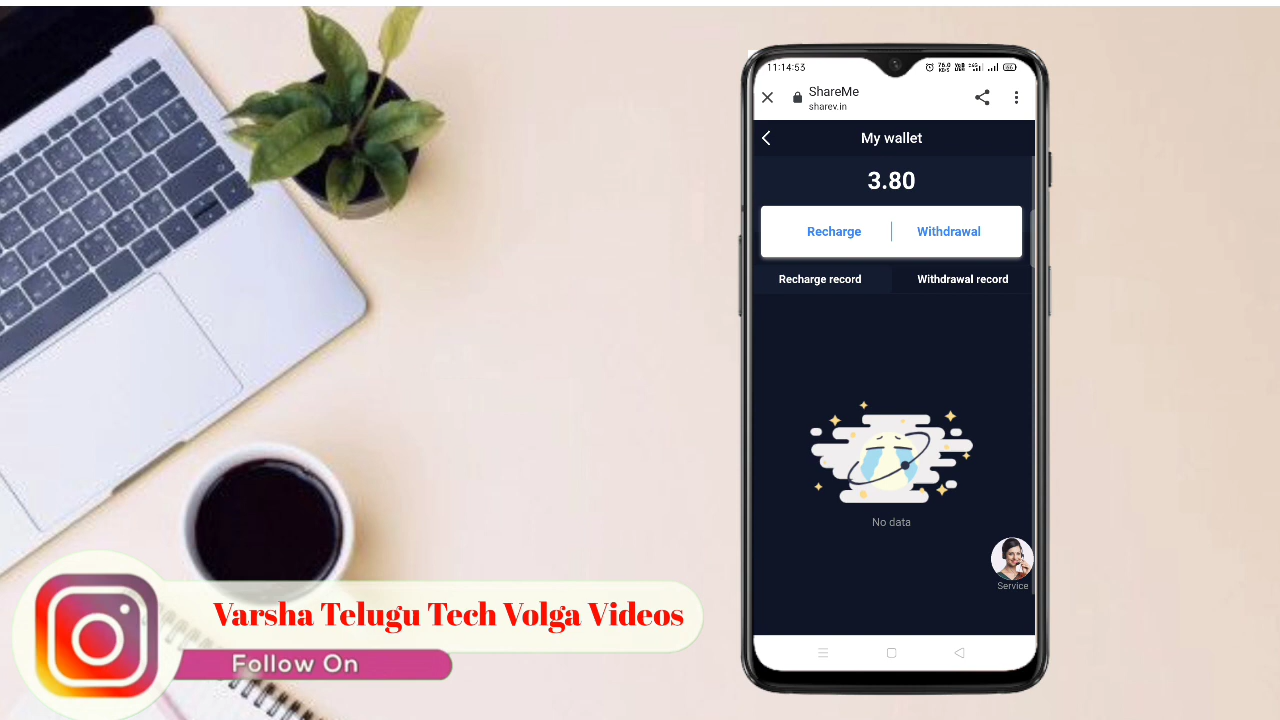 11:14:53
ShareMe
sharev.in
My wallet
3.80
Recharge
Withdrawal
Recharge record
Withdrawal record
No data
Service
Varsha Telugu Tech Volga Videos
Follow On